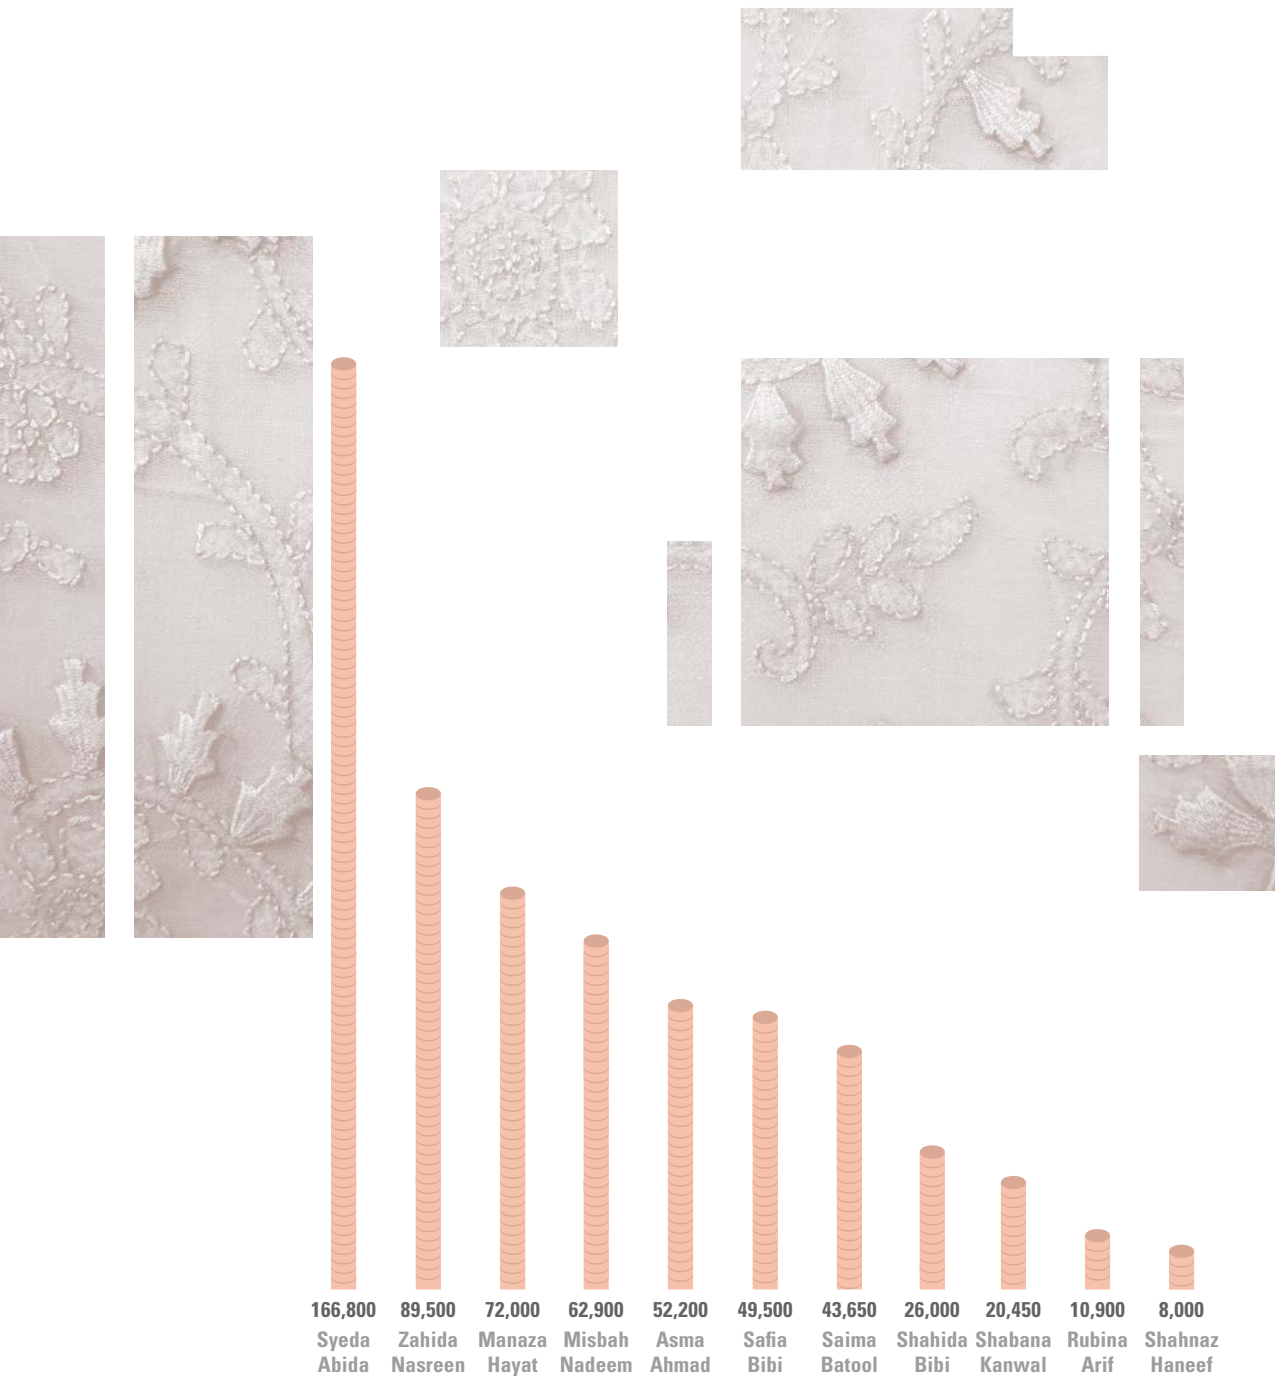 166,800 89,500 72,000 62,900 52,200 49,500 43,650 26,000 20,450 10,900 8,000
Syeda Zahida Manaza Misbah Asma Safia Saima Shahida Shabana Rubina Shahnaz
Abida Nasreen Hayat Nadeem Ahmad Bibi Batool Bibi Kanwal Arif Haneef